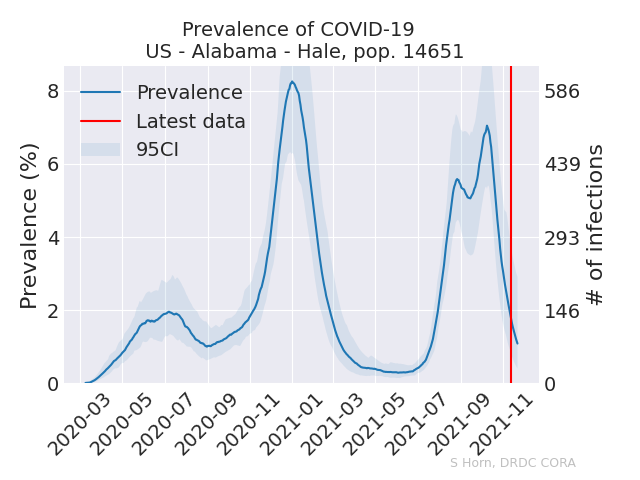 Prevalence of COVID-19
US - Alabama - Hale, pop. 14651
Prevalence
Latest data
95CI
Prevalence (%)
8
6
4
2
0
586
439
293
146
0
# of infections
2020-03
2020-05
2020-07
2020-09
2020-11
2021-01
2021-03
2021-05
2021-07
2021-09
2021-11
S Horn, DRDC CORA